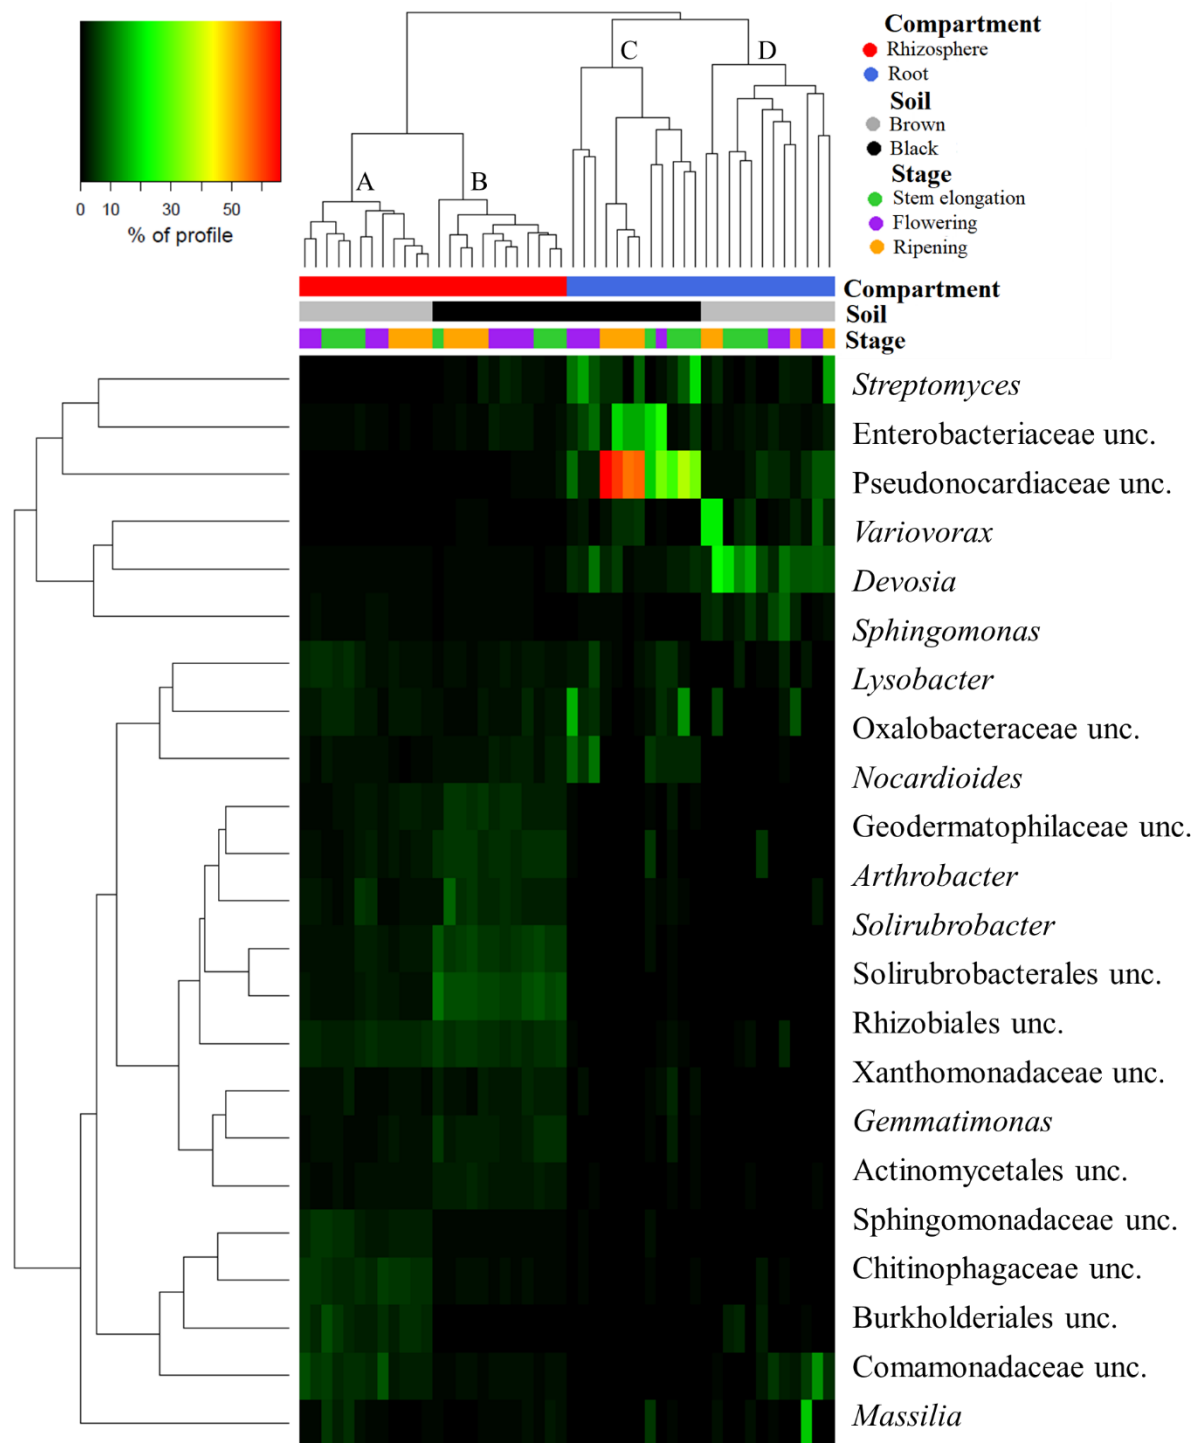 0 10 30 50
% of profile
A
B
C
D
Compartment
Rhizosphere
Root
Soil
Brown
Black
Stage
Stem elongation
Flowering
Ripening
Compartment
Soil
Stage
Streptomyces
Enterobacteriaceae unc.
Pseudonocardiaceae unc.
Variovorax
Devosia
Sphingomonas
Lysobacter
Oxalobacteraceae unc.
Nocardioides
Geodermatophilaceae unc.
Arthrobacter
Solirubrobacter
Solirubrobacterales unc.
Rhizobiales unc.
Xanthomonadaceae unc.
Gemmatimonas
Actinomycetales unc.
Sphingomonadaceae unc.
Chitinophagaceae unc.
Burkholderiales unc.
Comamonadaceae unc.
Massilia